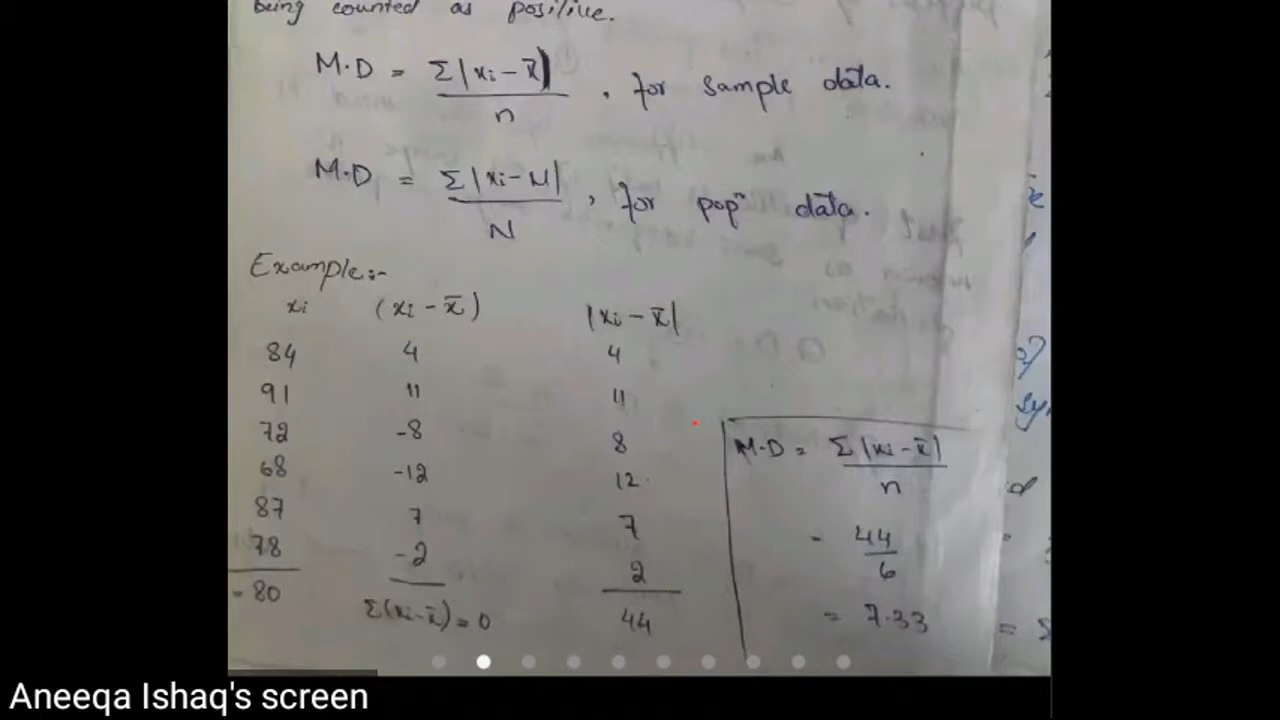 being counted as positive.
M.D = Σ|xi - x̄| / n , for sample data.
M.D = Σ|xi - μ| / N , for popⁿ data.
Example:-
xi (xi - x̄) |xi - x̄|
84 4 4
91 11 11
72 -8 8
68 -12 12
87 7 7
78 -2 2
= 80 Σ(xi - x̄) = 0 44
M.D = Σ|xi - x̄| / n
= 44 / 6
= 7.33
Aneeqa Ishaq's screen